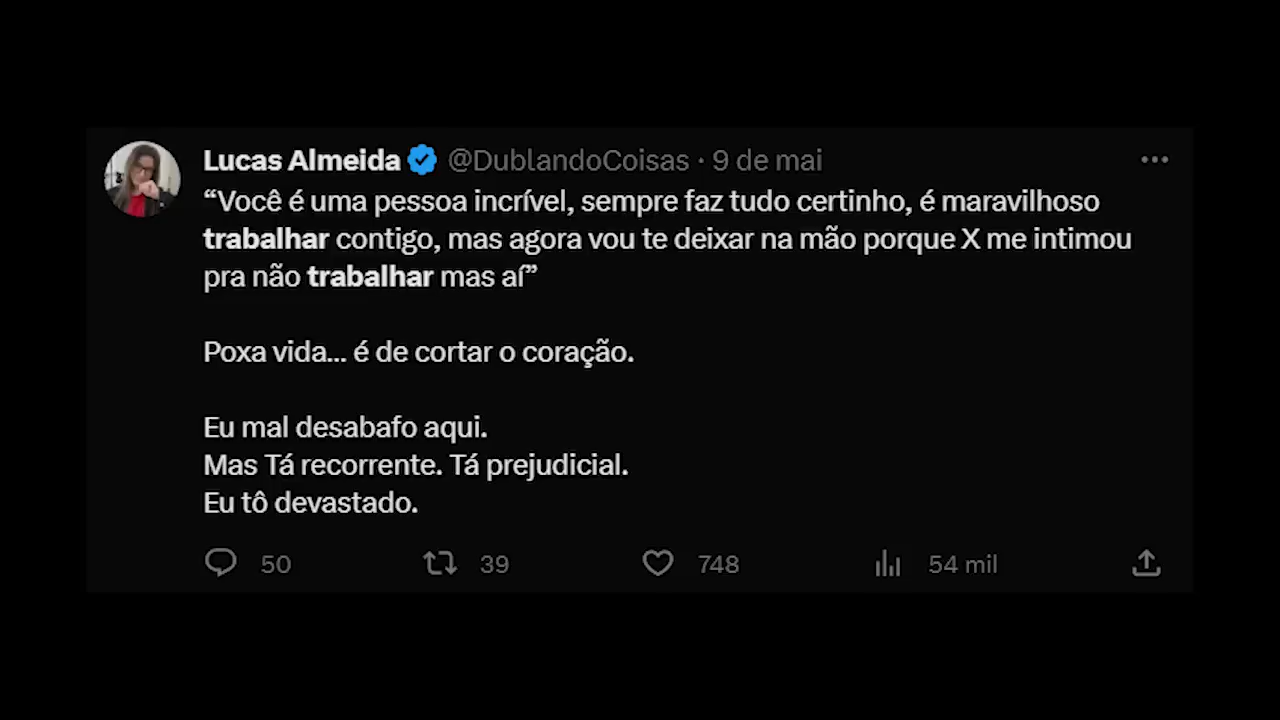 Lucas Almeida @DublandoCoisas · 9 de mai
“Você é uma pessoa incrível, sempre faz tudo certinho, é maravilhoso
trabalhar contigo, mas agora vou te deixar na mão porque X me intimou
pra não trabalhar mas aí”
Poxa vida... é de cortar o coração.
Eu mal desabafo aqui.
Mas Tá recorrente. Tá prejudicial.
Eu tô devastado.
50 39 748 54 mil